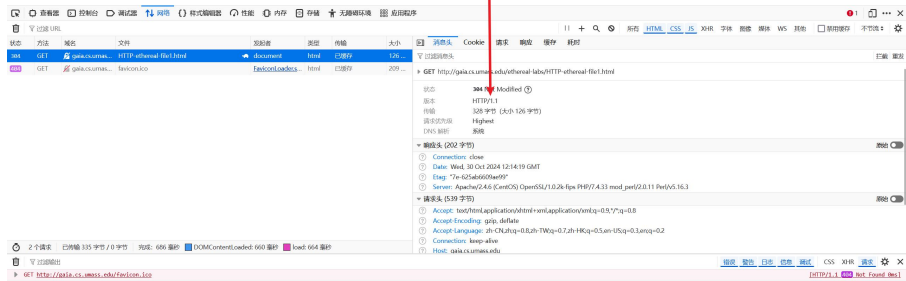 查看器 控制台 调试器 网络 样式编辑器 性能 内存 存储 无障碍环境 应用程序 1
过滤 URL 所有 HTML CSS JS XHR 字体 图像 媒体 WS 其他 禁用缓存 不节流
状态 方法 域名 文件 发起者 类型 传输 大小 消息头 Cookie 请求 响应 缓存 耗时
304 GET gaia.cs.umas... HTTP-ethereal-file1.html document html 已缓存 126 ...
404 GET gaia.cs.umas... favicon.ico FaviconLoader.s... html 已缓存 209 ...
过滤消息头 拦截 重发
GET http://gaia.cs.umass.edu/ethereal-labs/HTTP-ethereal-file1.html
状态 304 Modified
版本 HTTP/1.1
传输 328 字节 (大小 126 字节)
请求优先级 Highest
DNS 解析 系统
响应头 (202 字节) 原始
Connection: close
Date: Wed, 30 Oct 2024 12:14:19 GMT
Etag: "7e-625ab6609ae99"
Server: Apache/2.4.6 (CentOS) OpenSSL/1.0.2k-fips PHP/7.4.33 mod_perl/2.0.11 Perl/v5.16.3
请求头 (539 字节) 原始
Accept: text/html,application/xhtml+xml,application/xml;q=0.9,*/*;q=0.8
Accept-Encoding: gzip, deflate
Accept-Language: zh-CN,zh;q=0.8,zh-TW;q=0.7,zh-HK;q=0.5,en-US;q=0.3,en;q=0.2
Connection: keep-alive
Host: gaia.cs.umass.edu
2 个请求 已传输 335 字节 / 0 字节 完成: 686 毫秒 DOMContentLoaded: 660 毫秒 load: 664 毫秒
过滤输出 错误 警告 日志 信息 调试 CSS XHR 请求
GET http://gaia.cs.umass.edu/favicon.ico [HTTP/1.1 404 Not Found 0ms]